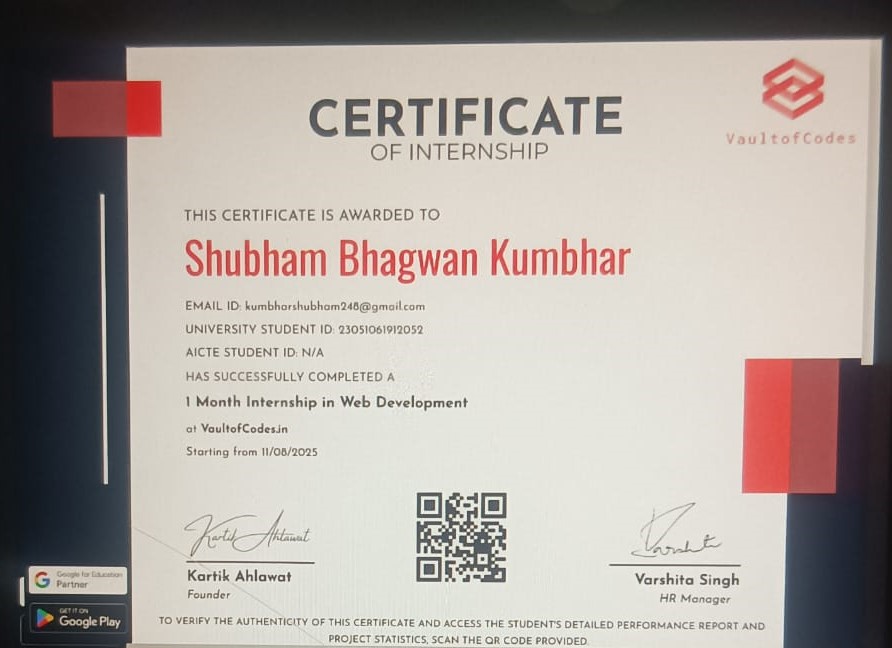 CERTIFICATE
OF INTERNSHIP
VaultofCodes
THIS CERTIFICATE IS AWARDED TO
Shubham Bhagwan Kumbhar
EMAIL ID: kumbharshubham248@gmail.com
UNIVERSITY STUDENT ID: 23051061912052
AICTE STUDENT ID: N/A
HAS SUCCESSFULLY COMPLETED A
1 Month Internship in Web Development
at VaultofCodes.in
Starting from 11/08/2025
Kartik Ahlawat
Kartik Ahlawat
Founder
Varshita
Varshita Singh
HR Manager
Google for Education
Partner
GET IT ON
Google Play
TO VERIFY THE AUTHENTICITY OF THIS CERTIFICATE AND ACCESS THE STUDENT'S DETAILED PERFORMANCE REPORT AND
PROJECT STATISTICS, SCAN THE QR CODE PROVIDED.